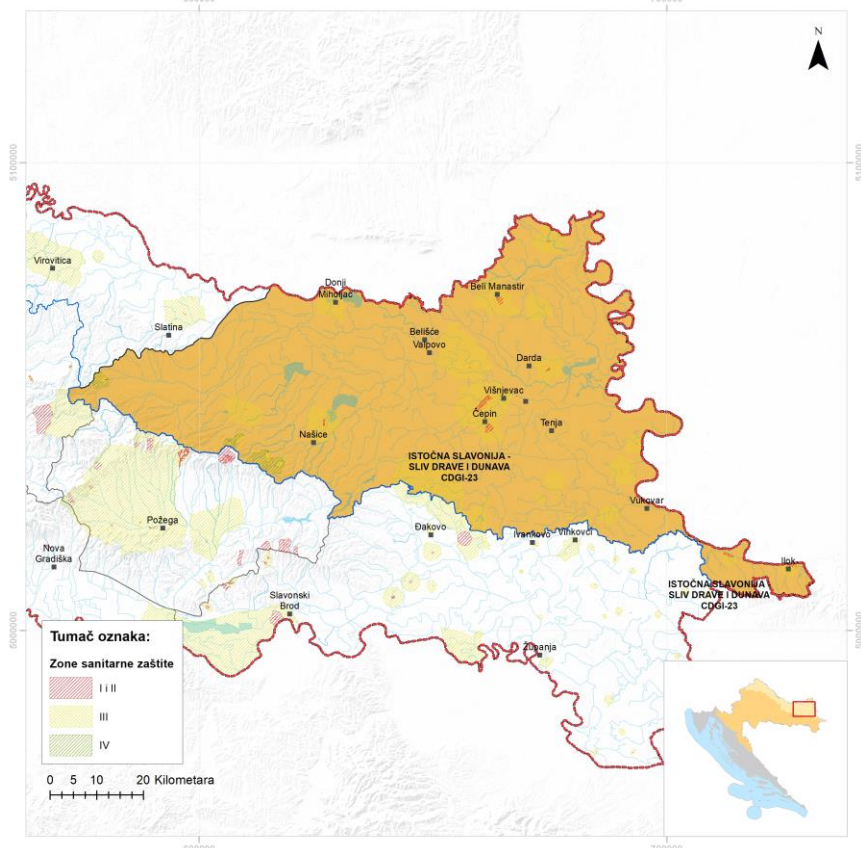 N
5100000
5100000
Virovitica
Donji
Miholjac
Beli Manastir
Slatina
Belišće
Valpovo
Darda
Višnjevac
Čepin
Tenja
Našice
ISTOČNA SLAVONIJA -
SLIV DRAVE I DUNAVA
CDGI-23
Vukovar
Požega
Đakovo
Ivankovo
Vinkovci
Nova
Gradiška
Ilok
ISTOČNA SLAVONIJA -
SLIV DRAVE I DUNAVA
CDGI-23
Slavonski
Brod
5000000
Županja
Tumač oznaka:
Zone sanitarne zaštite
I i II
III
IV
0 5 10 20 Kilometara